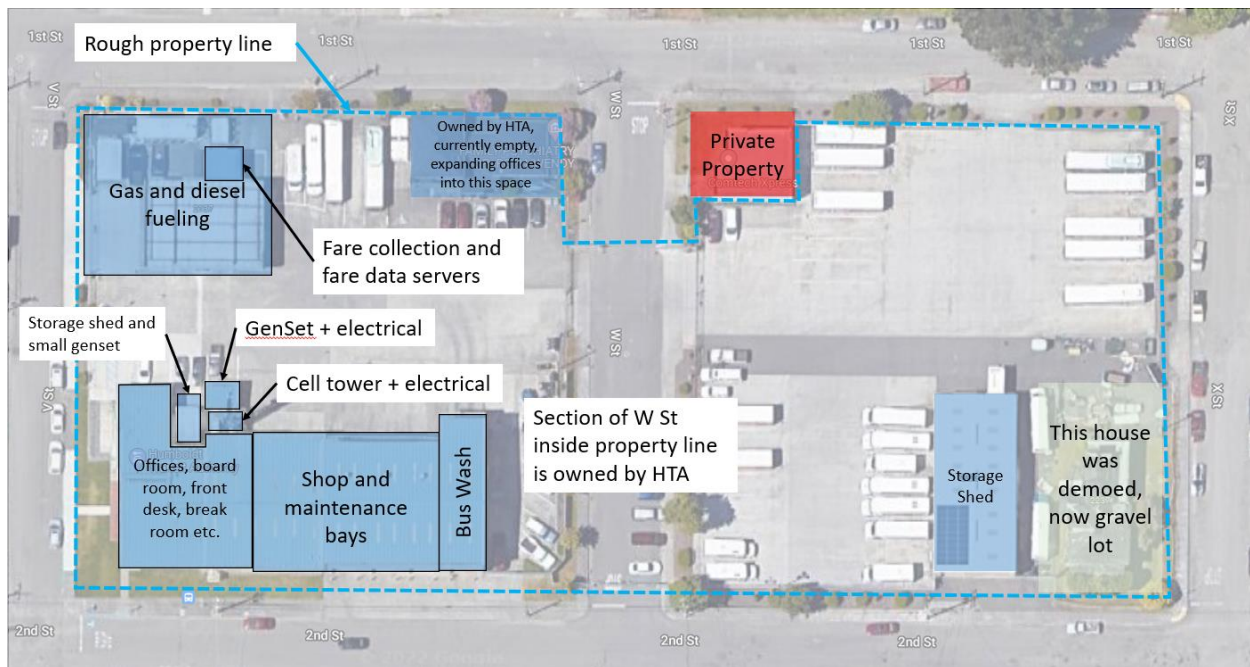 1st St
1st St
1st St
1st St
1st St
Rough property line
V St
W St
X St
STOP
STOP
Owned by HTA,
currently empty,
expanding offices
into this space
Private
Property
Gas and diesel
fueling
Fare collection and
fare data servers
Storage shed and
small genset
GenSet + electrical
Cell tower + electrical
W St
V St
X St
Section of W St
inside property line
is owned by HTA
Offices, board
room, front
desk, break
room etc.
Shop and
maintenance
bays
Bus Wash
Storage
Shed
This house
was
demoed,
now gravel
lot
2nd St
2nd St
2nd St
2nd St